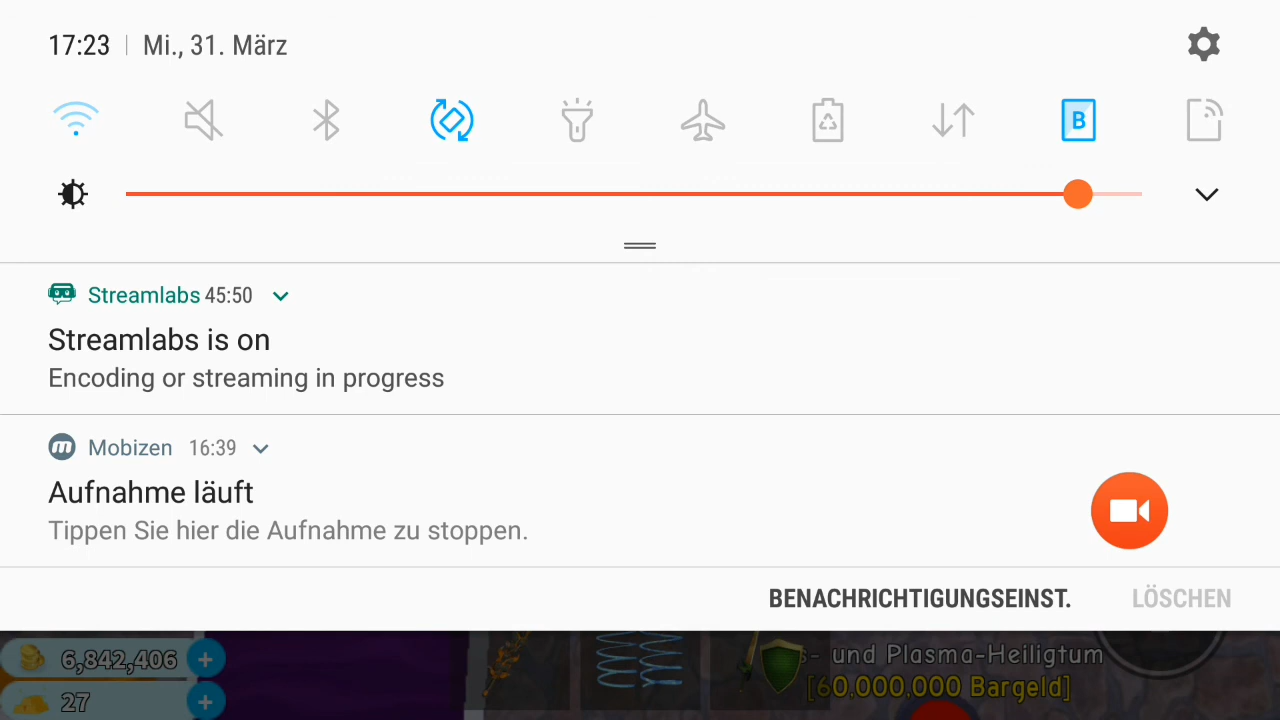 17:23 | Mi., 31. März
B
Streamlabs 45:50
Streamlabs is on
Encoding or streaming in progress
m Mobizen 16:39
Aufnahme läuft
Tippen Sie hier die Aufnahme zu stoppen.
BENACHRICHTIGUNGSEINST. LÖSCHEN
6,842,406 +
s- und Plasma-Heiligtum
[60.000.000 Bargeld]
27 +